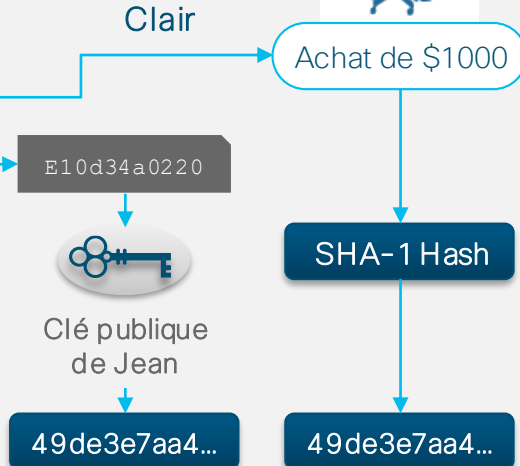 Clair
Achat de $1000
E10d34a0220
SHA-1 Hash
Clé publique
de Jean
49de3e7aa4...
49de3e7aa4...